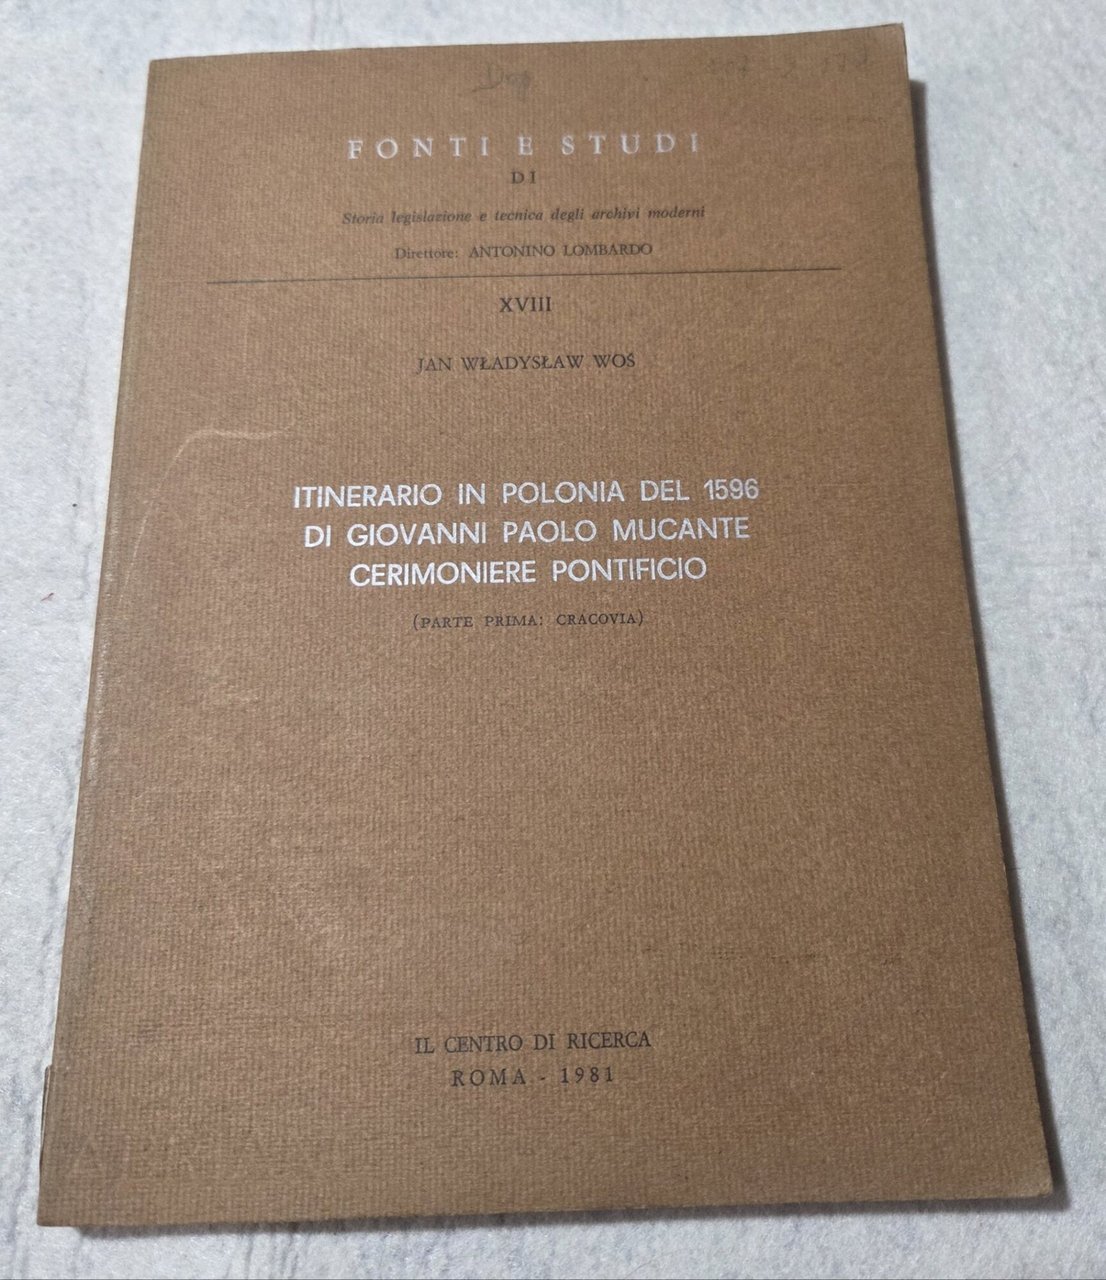 FONTI E STUDI
DI
Storia legislazione e tecnica degli archivi moderni
Direttore: ANTONINO LOMBARDO
XVIII
JAN WŁADYSŁAW WOŚ
ITINERARIO IN POLONIA DEL 1596
DI GIOVANNI PAOLO MUCANTE
CERIMONIERE PONTIFICIO
(PARTE PRIMA: CRACOVIA)
IL CENTRO DI RICERCA
ROMA - 1981